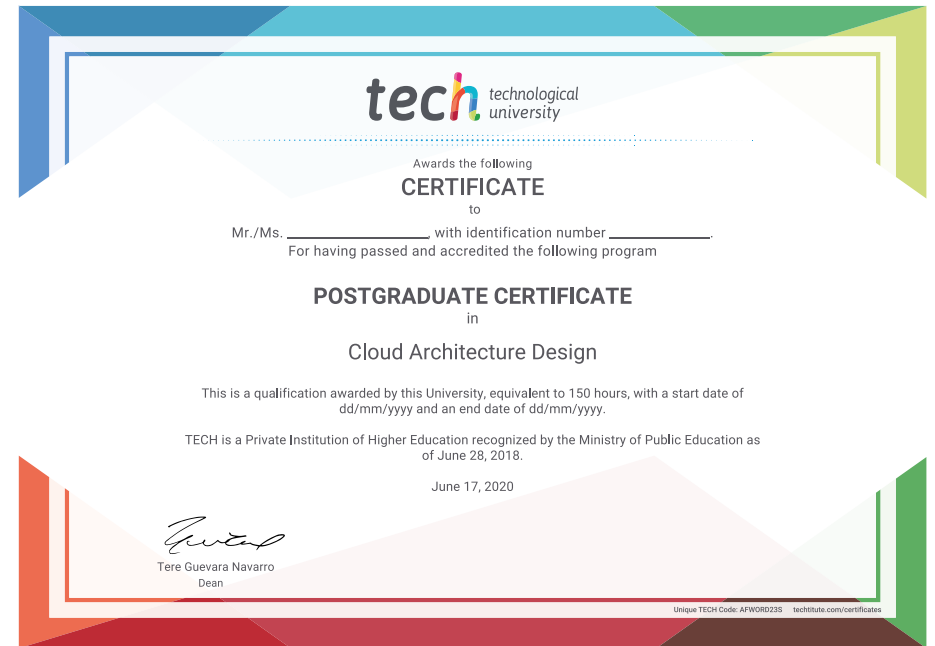 tech technological
university
Awards the following
CERTIFICATE
to
Mr./Ms. ____________________, with identification number ______________.
For having passed and accredited the following program
POSTGRADUATE CERTIFICATE
in
Cloud Architecture Design
This is a qualification awarded by this University, equivalent to 150 hours, with a start date of
dd/mm/yyyy and an end date of dd/mm/yyyy.
TECH is a Private Institution of Higher Education recognized by the Ministry of Public Education as
of June 28, 2018.
June 17, 2020
Tere Guevara Navarro
Dean
Unique TECH Code: AFWORD23S techtitute.com/certificates